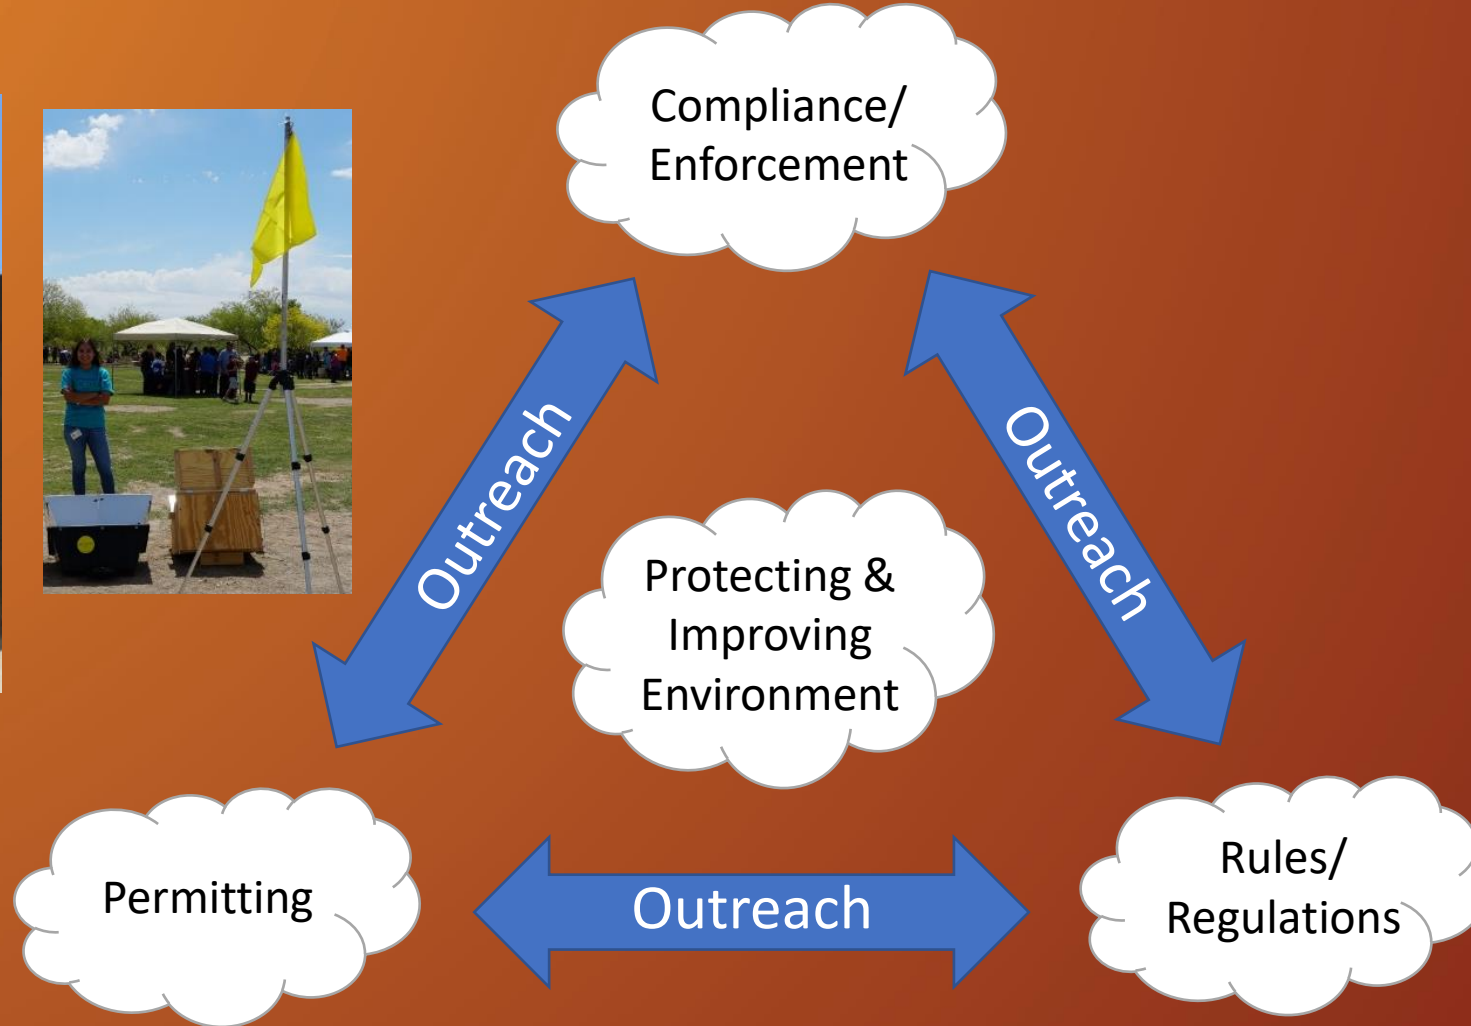 Compliance/
Enforcement
Outreach
Outreach
Protecting &
Improving
Environment
Permitting
Outreach
Rules/
Regulations